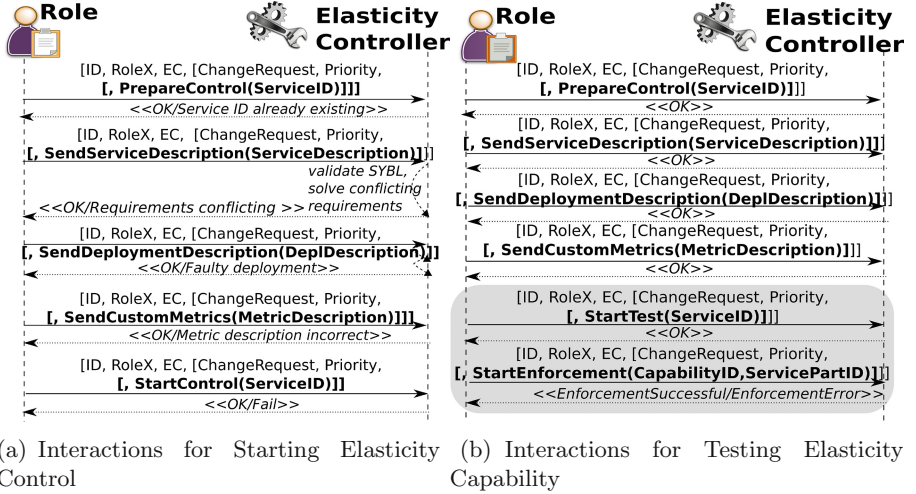 Role
Elasticity
Controller
[ID, RoleX, EC, [ChangeRequest, Priority,
[, PrepareControl(ServiceID)]]]
<<OK/Service ID already existing>>
[ID, RoleX, EC, [ChangeRequest, Priority,
[, SendServiceDescription(ServiceDescription)]]]
validate SYBL,
solve conflicting
requirements
<<OK/Requirements conflicting >>
[ID, RoleX, EC, [ChangeRequest, Priority,
[, SendDeploymentDescription(DeplDescription)]]]
<<OK/Faulty deployment>>
[ID, RoleX, EC, [ChangeRequest, Priority,
[, SendCustomMetrics(MetricDescription)]]]
<<OK/Metric description incorrect>>
[ID, RoleX, EC, [ChangeRequest, Priority,
[, StartControl(ServiceID)]]
<<OK/Fail>>
(a) Interactions for Starting Elasticity
Control
Role
Elasticity
Controller
[ID, RoleX, EC, [ChangeRequest, Priority,
[, PrepareControl(ServiceID)]]]
<<OK>>
[ID, RoleX, EC, [ChangeRequest, Priority,
[, SendServiceDescription(ServiceDescription)]]]
<<OK>>
[ID, RoleX, EC, [ChangeRequest, Priority,
[, SendDeploymentDescription(DeplDescription)]]]
<<OK>>
[ID, RoleX, EC, [ChangeRequest, Priority,
[, SendCustomMetrics(MetricDescription)]]]
<<OK>>
[ID, RoleX, EC, [ChangeRequest, Priority,
[, StartTest(ServiceID)]]]
<<OK>>
[ID, RoleX, EC, [ChangeRequest, Priority,
[, StartEnforcement(CapabilityID,ServicePartID)]]]
<<EnforcementSuccessful/EnforcementError>>
(b) Interactions for Testing Elasticity
Capability